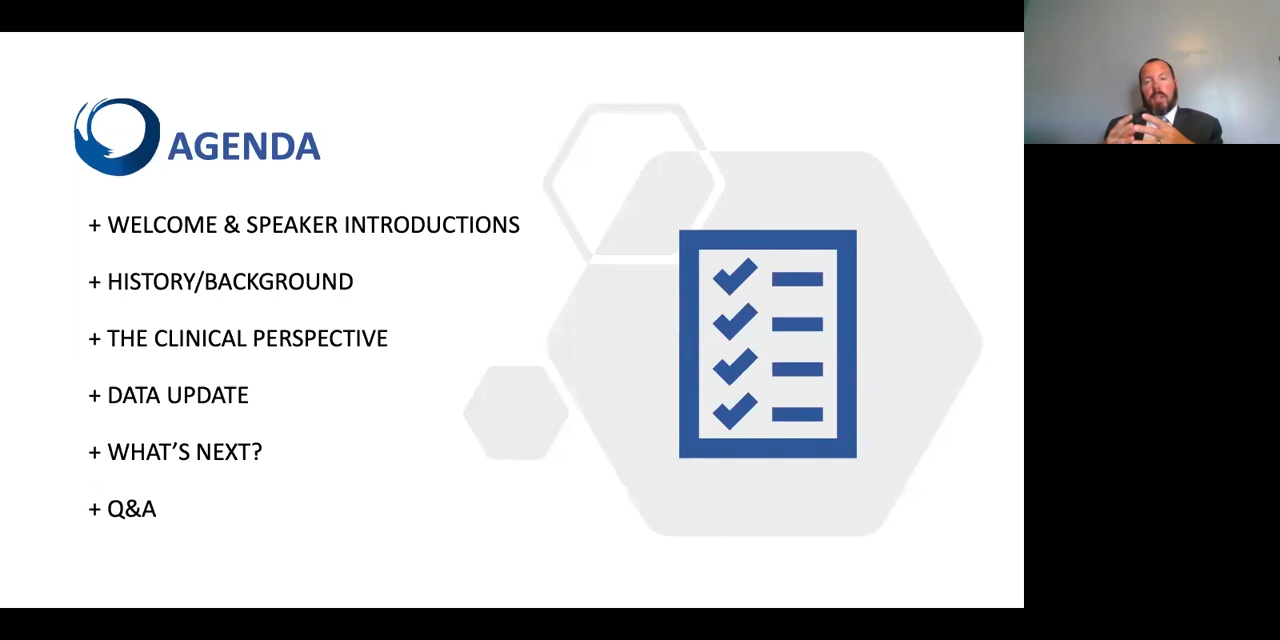 AGENDA
+ WELCOME & SPEAKER INTRODUCTIONS
+ HISTORY/BACKGROUND
+ THE CLINICAL PERSPECTIVE
+ DATA UPDATE
+ WHAT’S NEXT?
+ Q&A